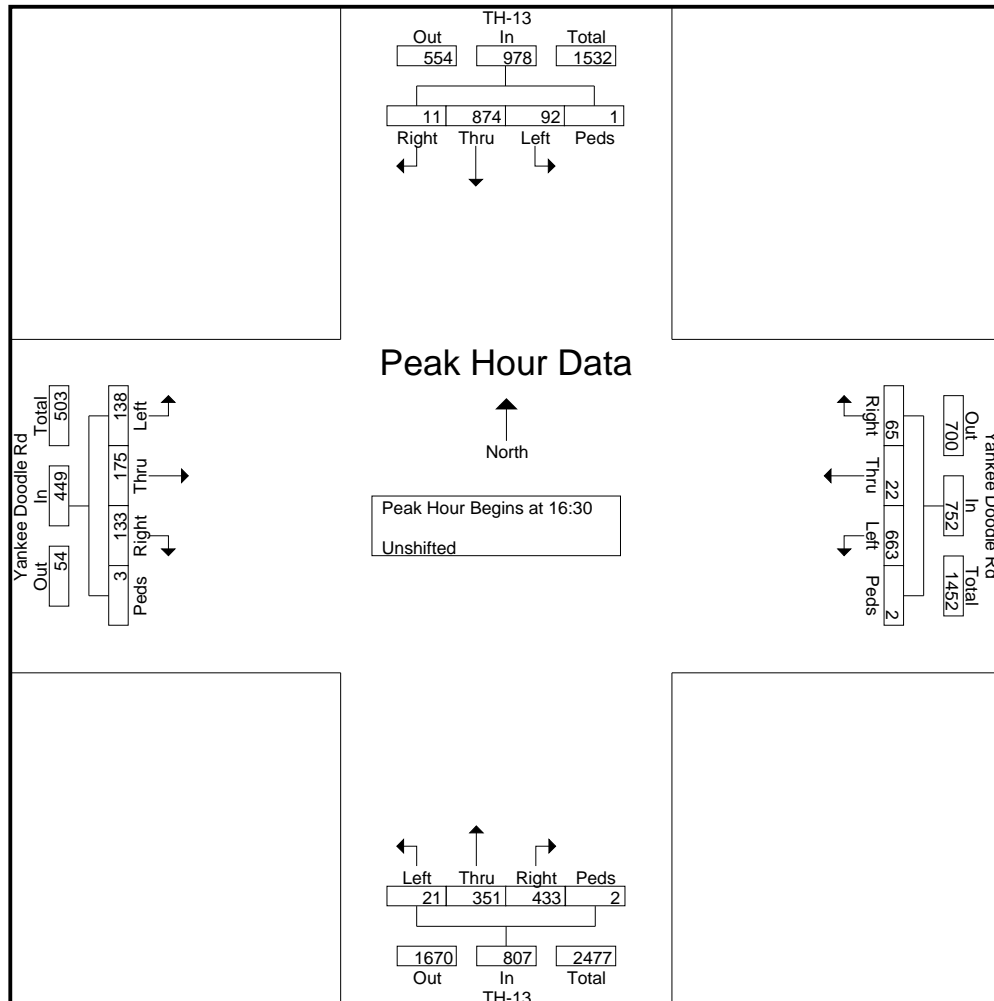 TH-13
Out In Total
554 978 1532
11 874 92 1
Right Thru Left Peds
Peak Hour Data
North
Peak Hour Begins at 16:30
Unshifted
Yankee Doodle Rd
Total In Out
503 449 54
138 175 133 3
Left Thru Right Peds
Right Thru Left Peds
65 22 663 2
Out In Total
700 752 1452
Yankee Doodle Rd
Left Thru Right Peds
21 351 433 2
1670 807 2477
Out In Total
TH-13